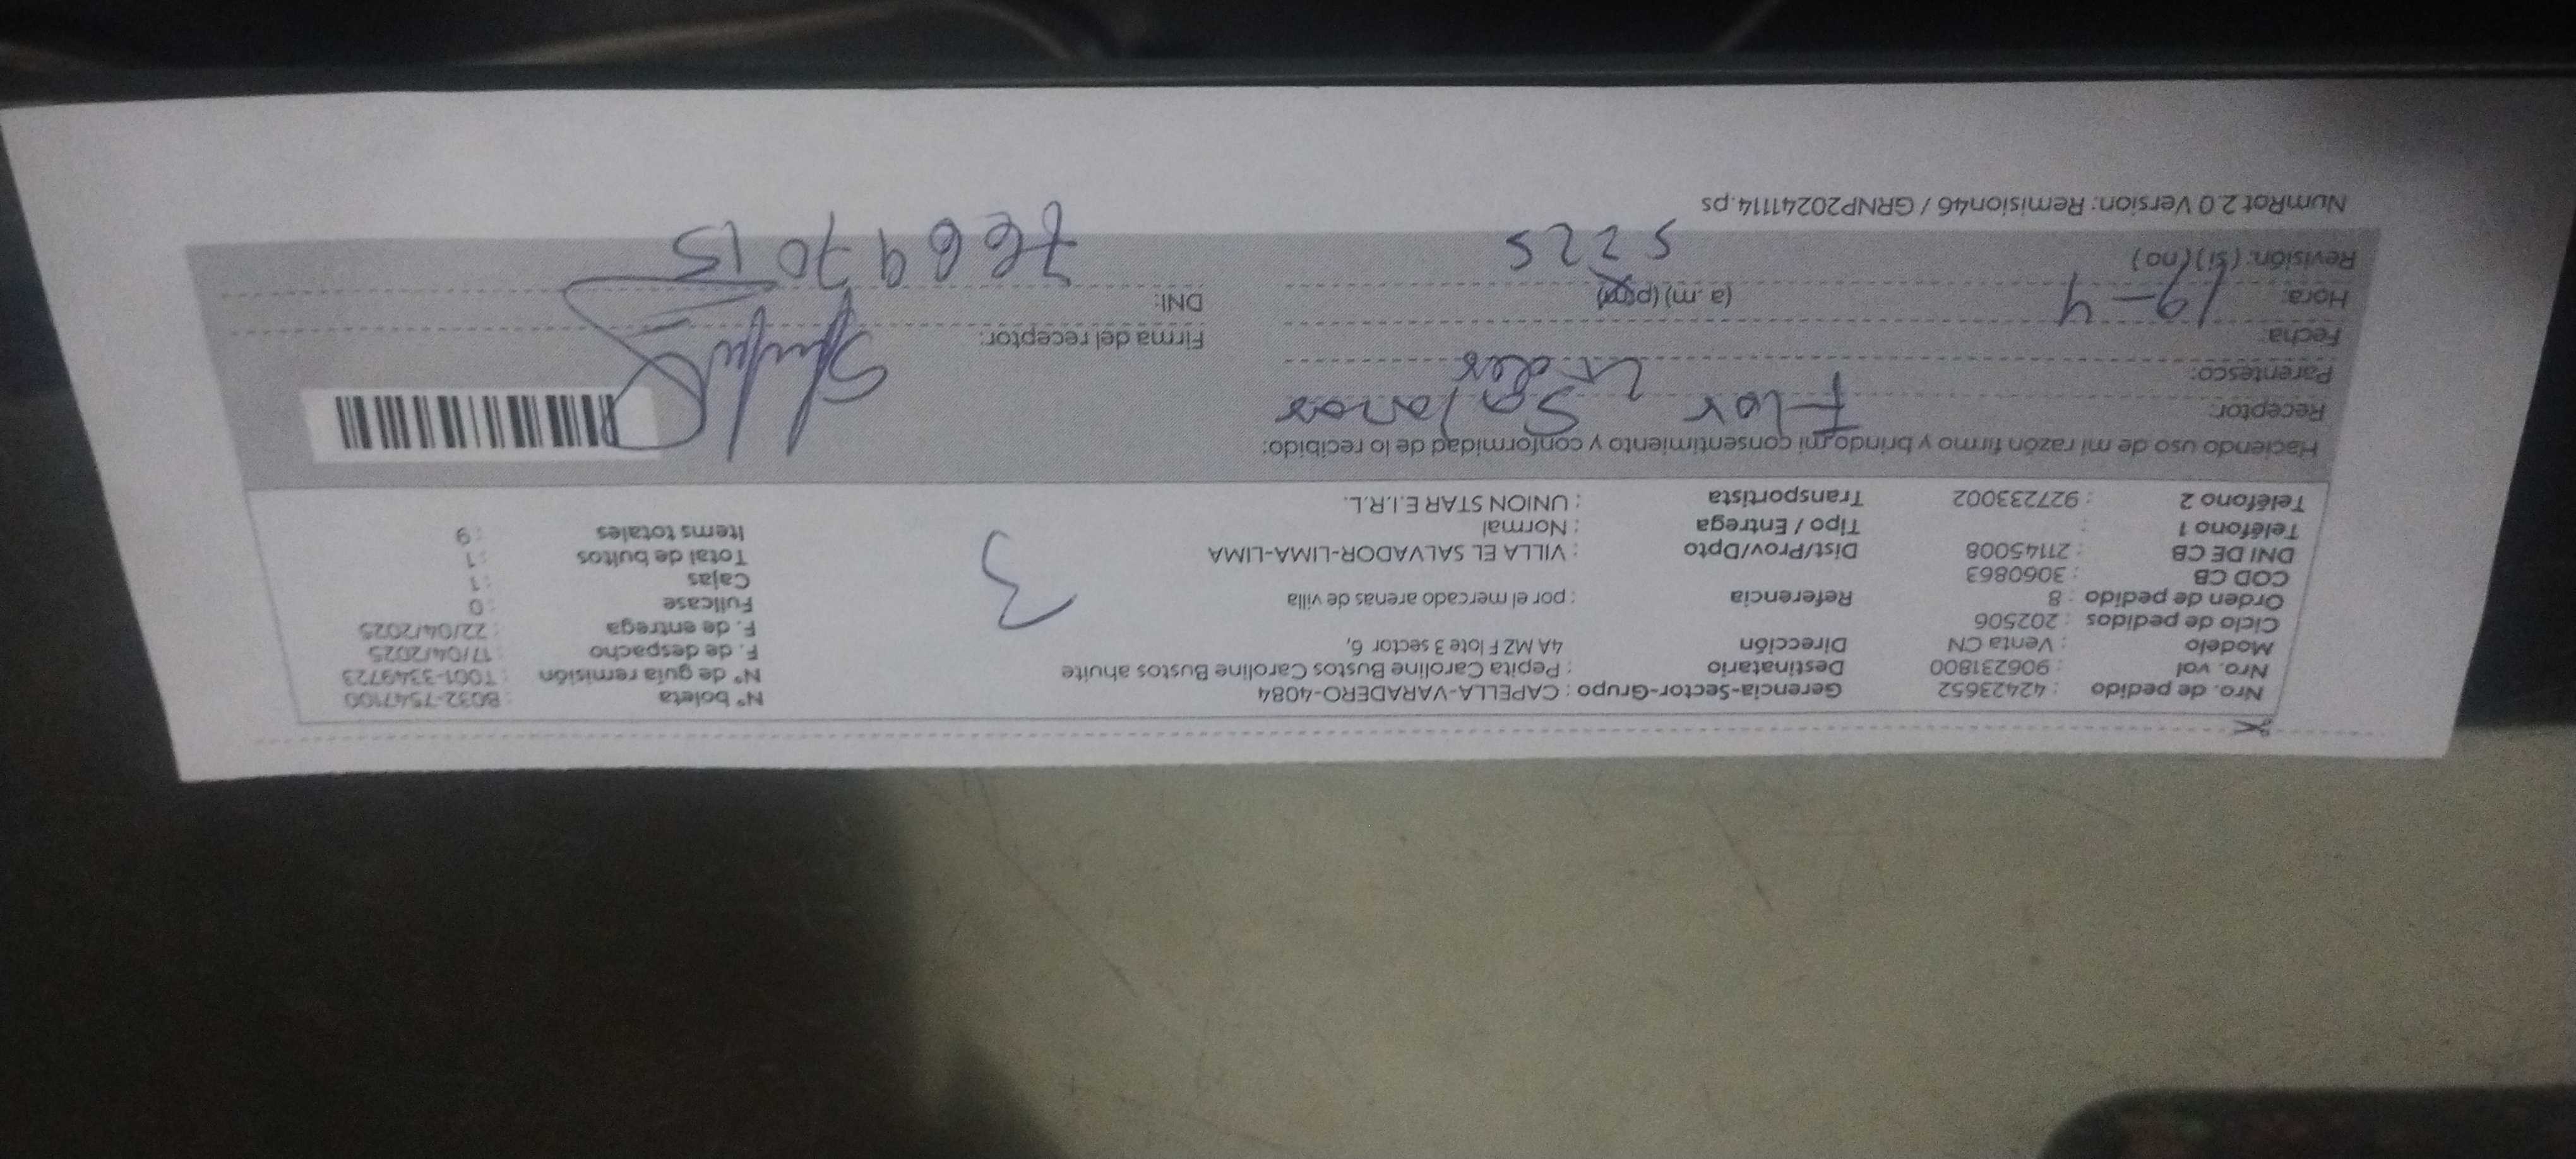 Nro. de pedido : 42423652 Gerencia-Sector-Grupo : CAPELLA-VARADERO-4084 N° boleta : B032-7547100
Nro. vol : 906231800 Destinatario : Pepita Caroline Bustos Caroline Bustos ahuite N° de guía remisión : T001-3349723
Modelo : Venta CN Dirección 4A MZ F lote 3 sector 6, F. de despacho : 17/04/2025
Ciclo de pedidos : 202506 F. de entrega : 22/04/2025
Orden de pedido : 8 Referencia : por el mercado arenas de villa Fullcase : 0
COD CB : 3060863 Cajas : 1
DNI DE CB : 21145008 Dist/Prov/Dpto : VILLA EL SALVADOR-LIMA-LIMA Total de bultos : 1
Teléfono 1 : Tipo / Entrega : Normal Items totales : 9
Teléfono 2 : 927233002 Transportista : UNION STAR E.I.R.L.
3
Haciendo uso de mi razón firmo y brindo mi consentimiento y conformidad de lo recibido:
Receptor: Flor
Parentesco:
Fecha: Firma del receptor:
Hora: 19-4 (a.m) (p.m) DNI:
Revisión: (si) (no) 5225 76697015
NumRot 2.0 Version: Remision46 / GRNP20241114.ps